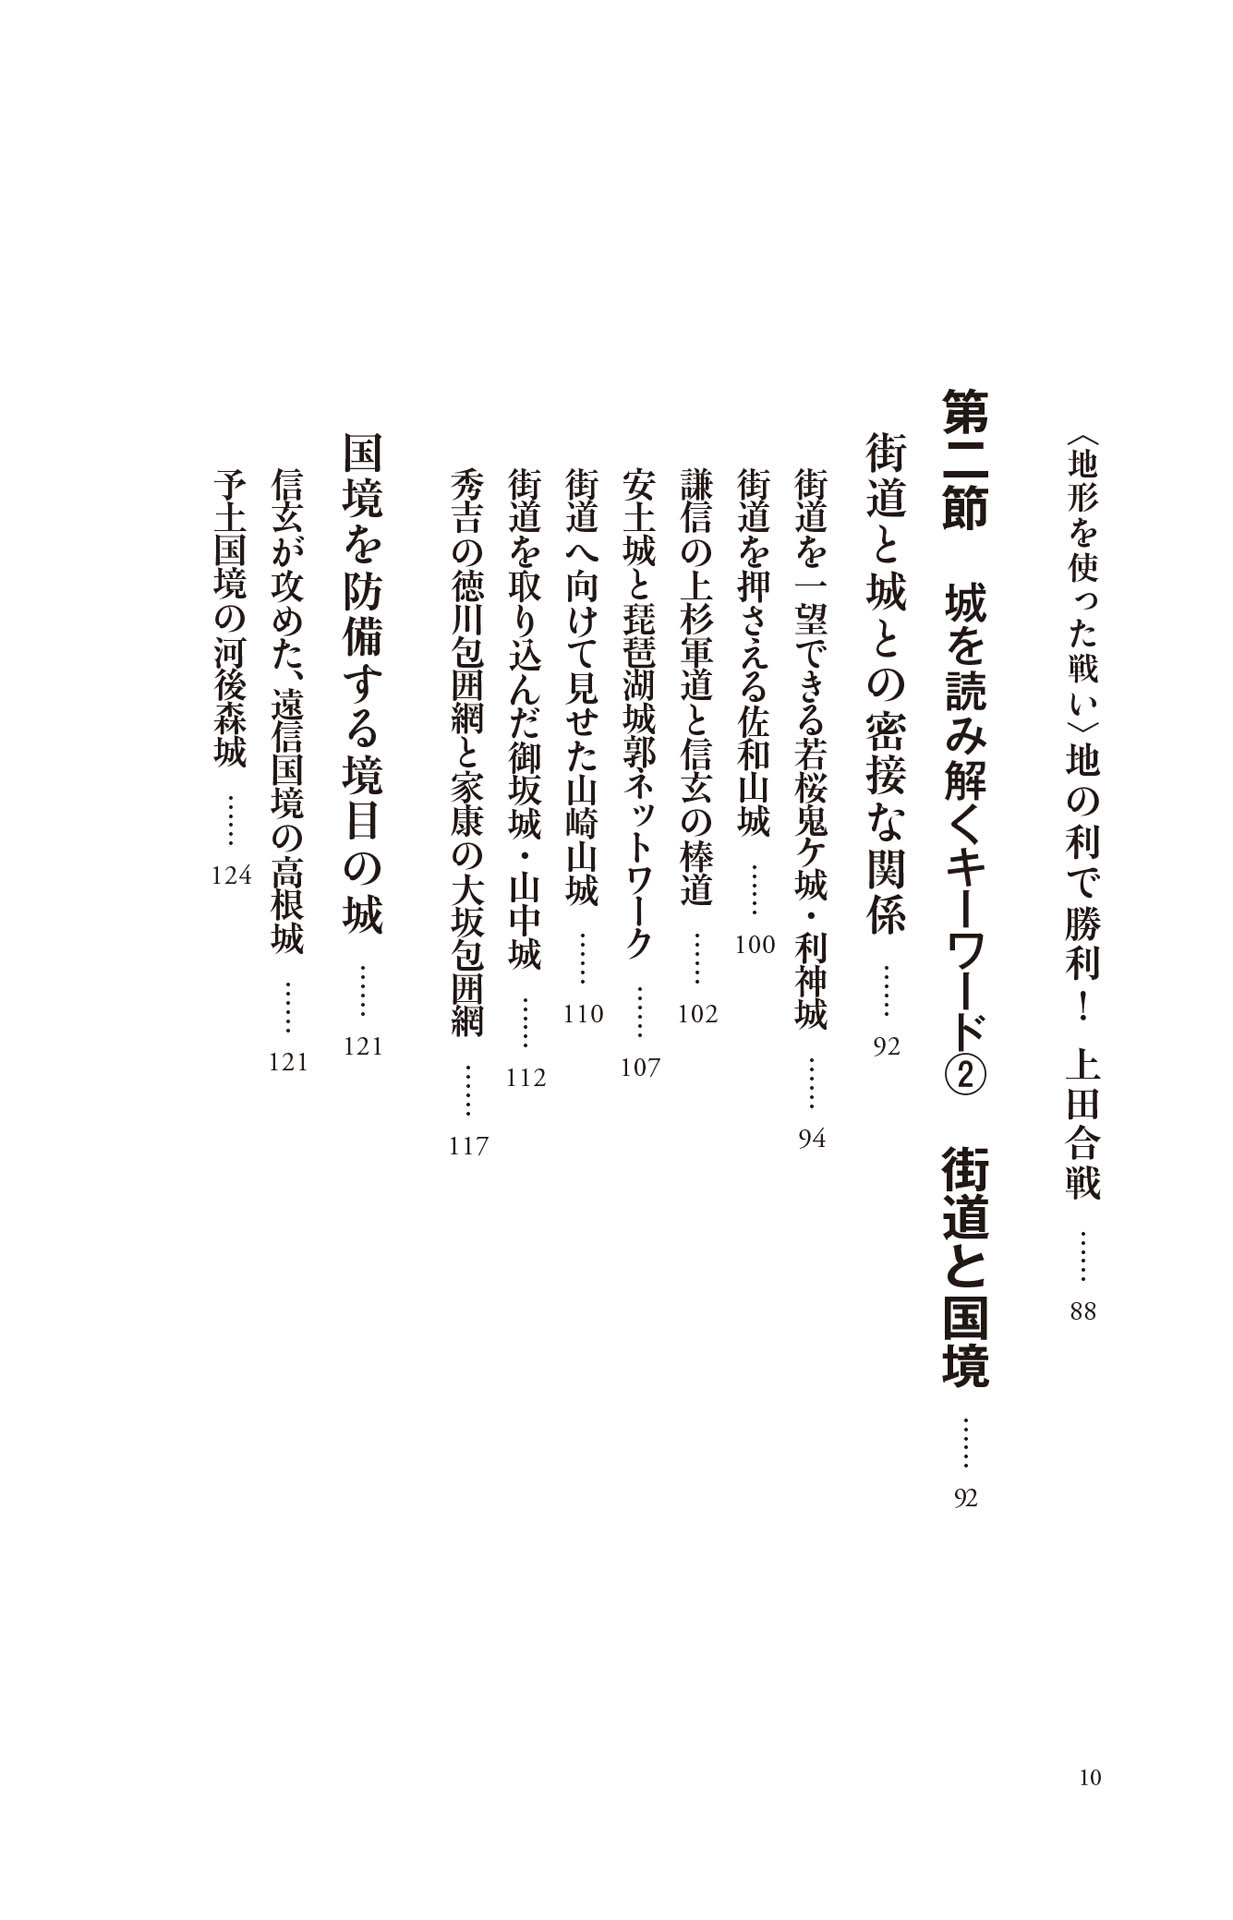 〈地形を使った戦い〉地の利で勝利！　上田合戦 …… 88
第二節　城を読み解くキーワード②　街道と国境 …… 92
街道と城との密接な関係 …… 92
街道を一望できる若桜鬼ケ城・利神城 …… 94
街道を押さえる佐和山城 …… 100
謙信の上杉軍道と信玄の棒道 …… 102
安土城と琵琶湖城郭ネットワーク …… 107
街道へ向けて見せた山崎山城 …… 110
街道を取り込んだ御坂城・山中城 …… 112
秀吉の徳川包囲網と家康の大坂包囲網 …… 117
国境を防備する境目の城 …… 121
信玄が攻めた、遠信国境の高根城 …… 121
予土国境の河後森城 …… 124
10